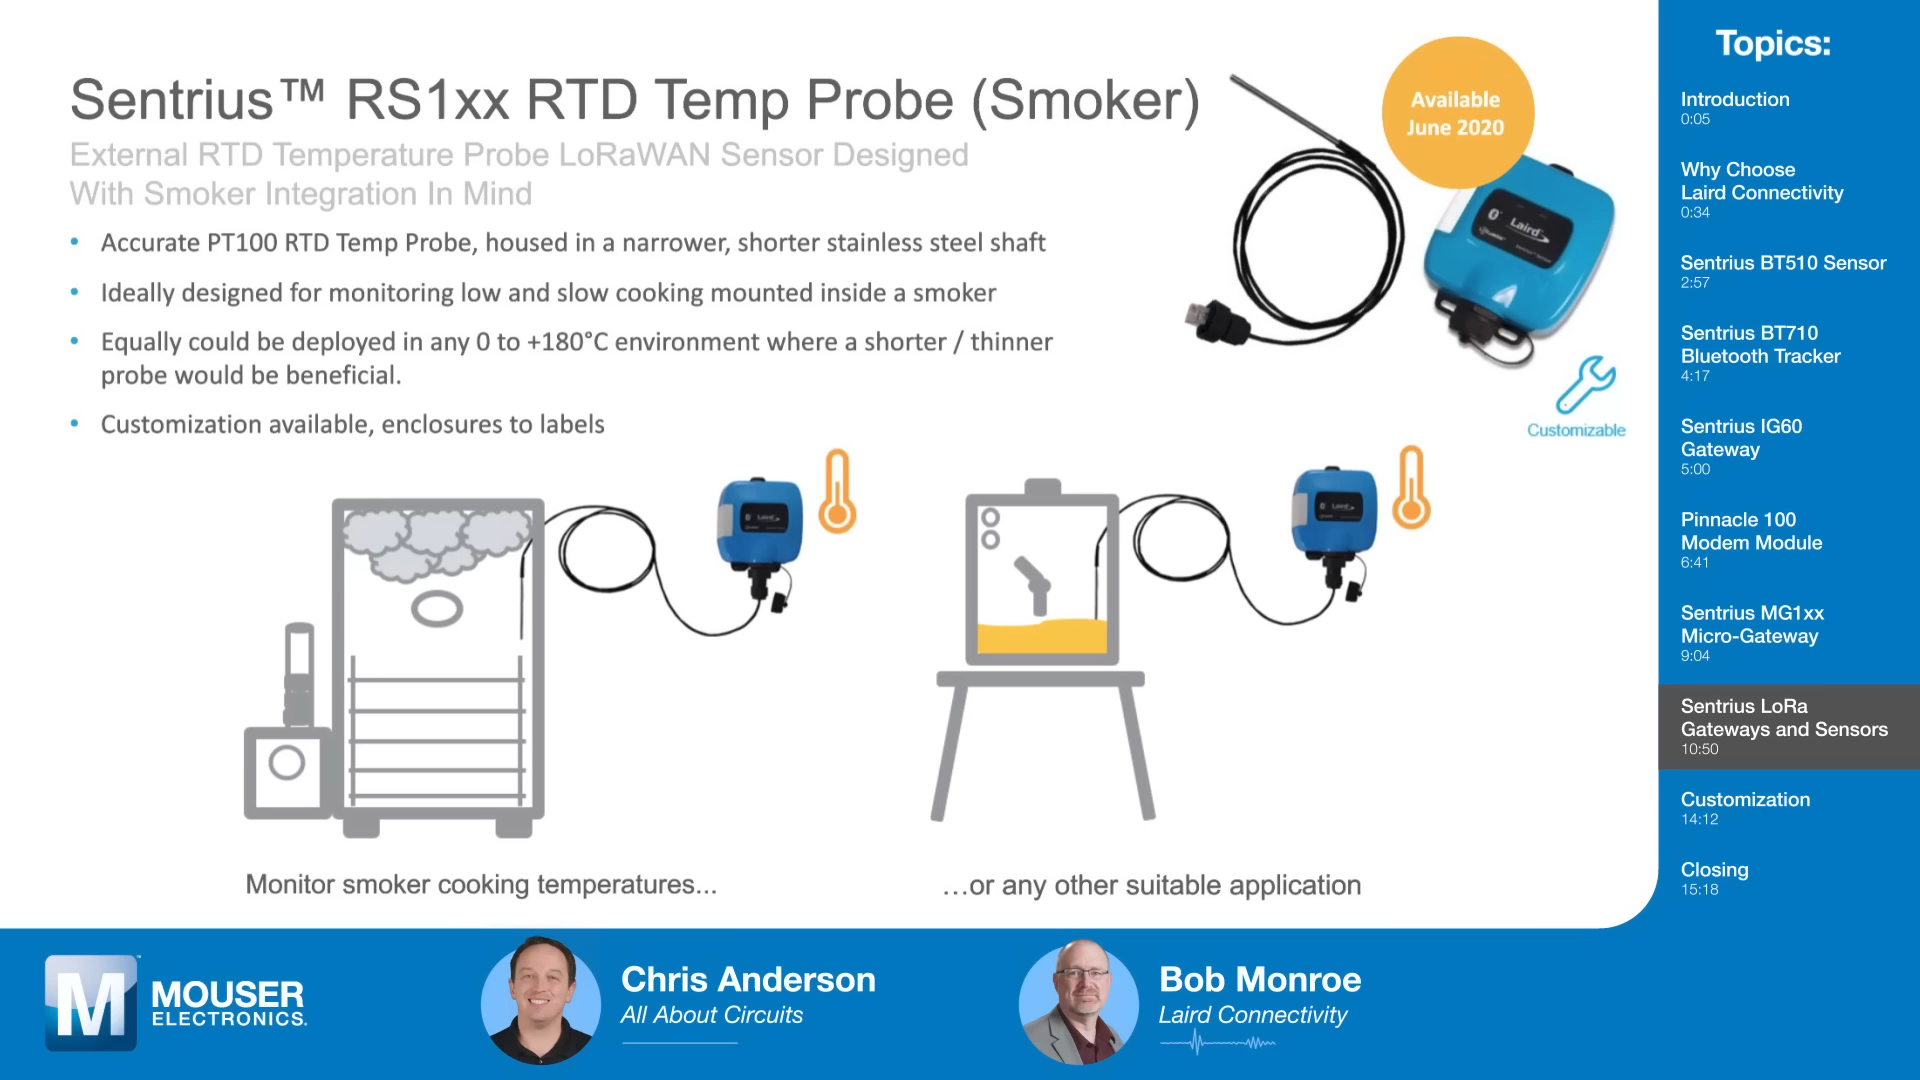 Sentrius™ RS1xx RTD Temp Probe (Smoker)
External RTD Temperature Probe LoRaWAN Sensor Designed
With Smoker Integration In Mind
• Accurate PT100 RTD Temp Probe, housed in a narrower, shorter stainless steel shaft
• Ideally designed for monitoring low and slow cooking mounted inside a smoker
• Equally could be deployed in any 0 to +180°C environment where a shorter / thinner
probe would be beneficial.
• Customization available, enclosures to labels
Available
June 2020
Laird
Customizable
Laird
Laird
Monitor smoker cooking temperatures...
...or any other suitable application
Topics:
Introduction
0:05
Why Choose
Laird Connectivity
0:34
Sentrius BT510 Sensor
2:57
Sentrius BT710
Bluetooth Tracker
4:17
Sentrius IG60
Gateway
5:00
Pinnacle 100
Modem Module
6:41
Sentrius MG1xx
Micro-Gateway
9:04
Sentrius LoRa
Gateways and Sensors
10:50
Customization
14:12
Closing
15:18
M
MOUSER
ELECTRONICS.
Chris Anderson
All About Circuits
Bob Monroe
Laird Connectivity